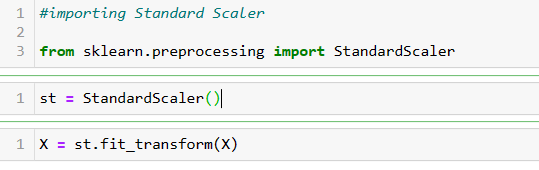 1 #importing Standard Scaler
2
3 from sklearn.preprocessing import StandardScaler
1 st = StandardScaler()
1 X = st.fit_transform(X)